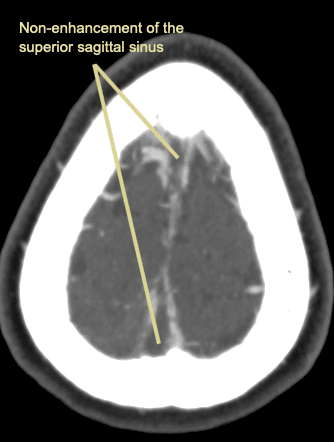 Non-enhancement of the
superior sagittal sinus